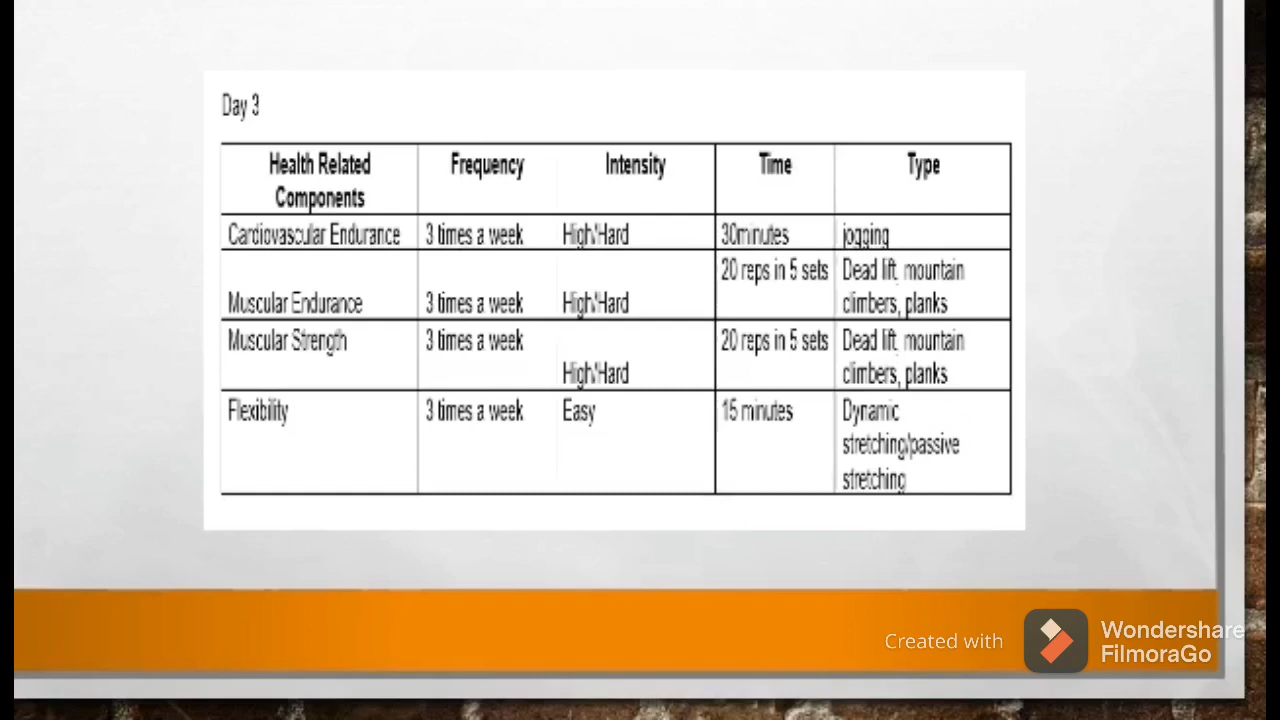 Day 3
Health Related Components Frequency Intensity Time Type
Cardiovascular Endurance 3 times a week High/Hard 30minutes jogging
Muscular Endurance 3 times a week High/Hard 20 reps in 5 sets Dead lift, mountain climbers, planks
Muscular Strength 3 times a week High/Hard 20 reps in 5 sets Dead lift, mountain climbers, planks
Flexibility 3 times a week Easy 15 minutes Dynamic stretching/passive stretching
Created with Wondershare FilmoraGo